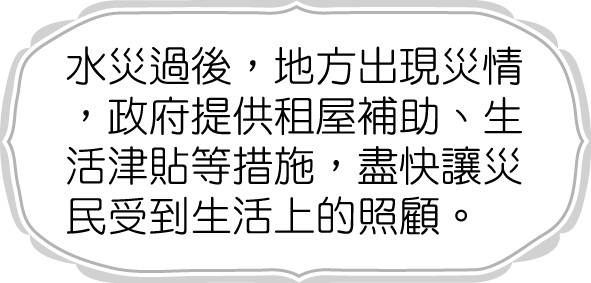 水災過後，地方出現災情
，政府提供租屋補助、生
活津貼等措施，盡快讓災
民受到生活上的照顧。